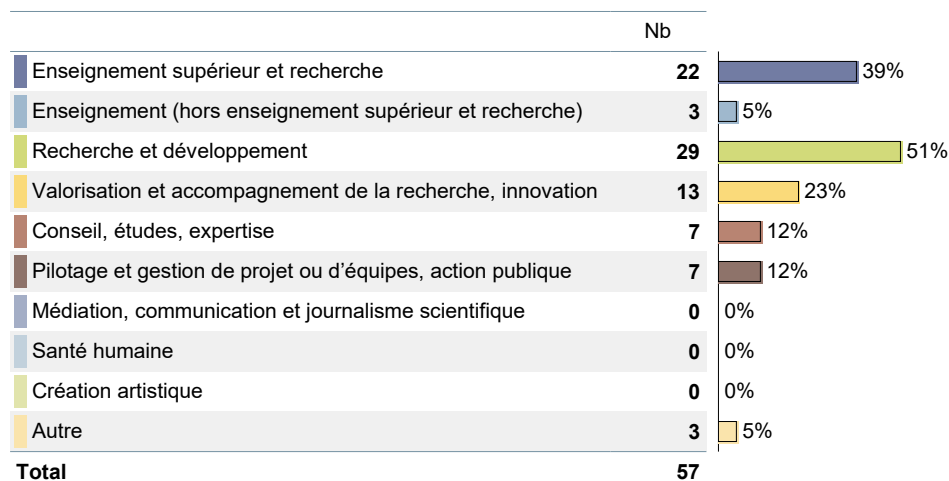 Nb
Enseignement supérieur et recherche 22 39%
Enseignement (hors enseignement supérieur et recherche) 3 5%
Recherche et développement 29 51%
Valorisation et accompagnement de la recherche, innovation 13 23%
Conseil, études, expertise 7 12%
Pilotage et gestion de projet ou d’équipes, action publique 7 12%
Médiation, communication et journalisme scientifique 0 0%
Santé humaine 0 0%
Création artistique 0 0%
Autre 3 5%
Total 57